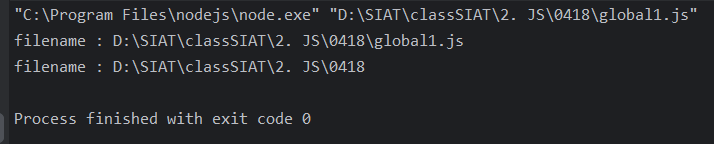 "C:\Program Files\nodejs\node.exe" "D:\SIAT\classSIAT\2. JS\0418\global1.js"
filename : D:\SIAT\classSIAT\2. JS\0418\global1.js
filename : D:\SIAT\classSIAT\2. JS\0418
Process finished with exit code 0